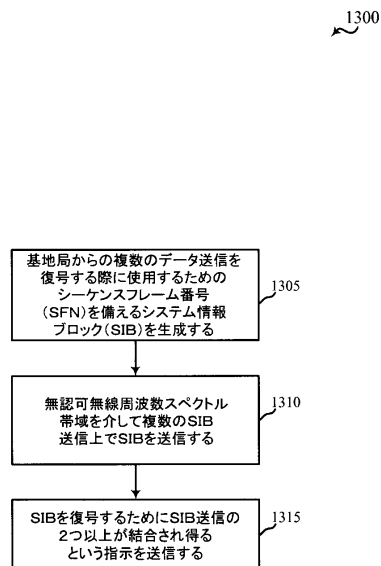 1300
基地局からの複数のデータ送信を
復号する際に使用するための
シーケンスフレーム番号
(SFN)を備えるシステム情報
ブロック(SIB)を生成する
1305
無認可無線周波数スペクトル
帯域を介して複数のSIB
送信上でSIBを送信する
1310
SIBを復号するためにSIB送信の
2つ以上が結合され得る
という指示を送信する
1315